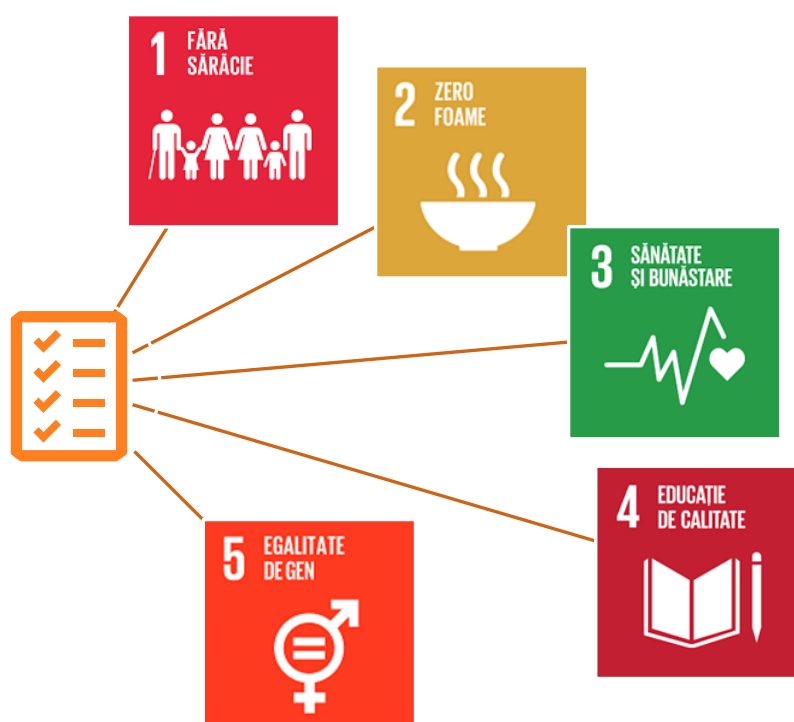 1 FĂRĂ
SĂRĂCIE
2 ZERO
FOAME
3 SĂNĂTATE
ȘI BUNĂSTARE
4 EDUCAȚIE
DE CALITATE
5 EGALITATE
DE GEN